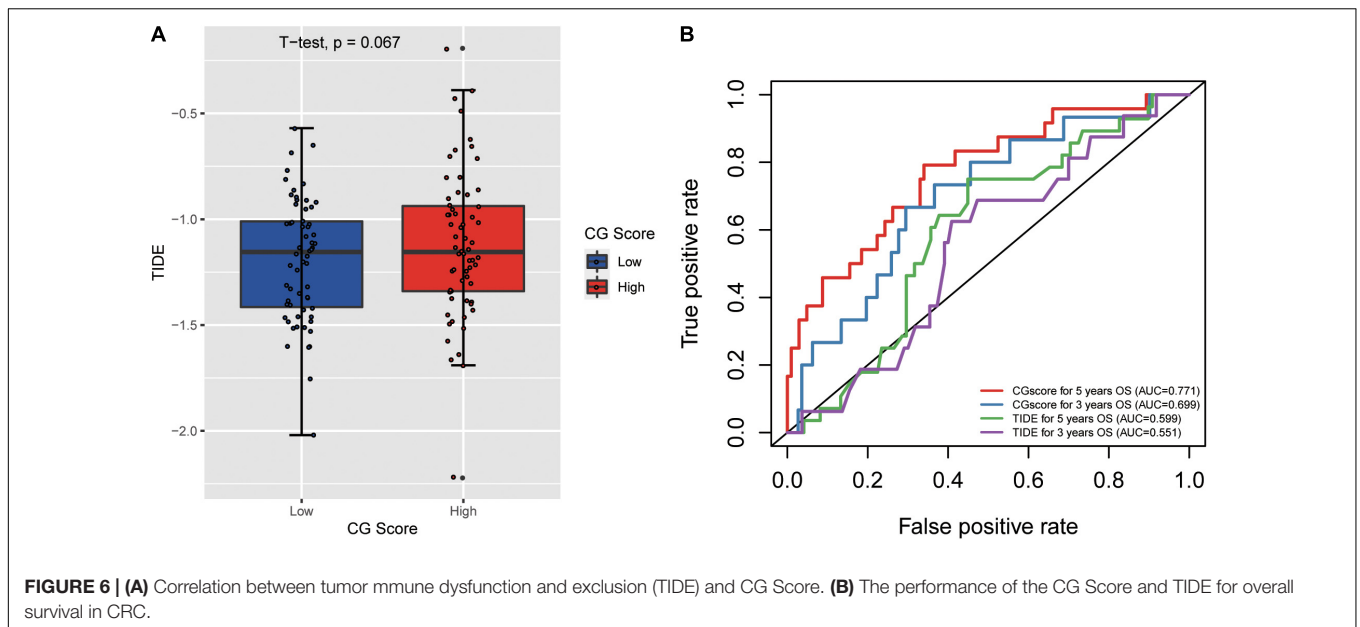 A
T-test, p = 0.067
TIDE
-0.5
-1.0
-1.5
-2.0
Low
High
CG Score
CG Score
Low
High
B
True positive rate
1.0
0.8
0.6
0.4
0.2
0.0
CGscore for 5 years OS (AUC=0.771)
CGscore for 3 years OS (AUC=0.699)
TIDE for 5 years OS (AUC=0.599)
TIDE for 3 years OS (AUC=0.551)
0.0 0.2 0.4 0.6 0.8 1.0
False positive rate
FIGURE 6 | (A) Correlation between tumor mmune dysfunction and exclusion (TIDE) and CG Score. (B) The performance of the CG Score and TIDE for overall
survival in CRC.